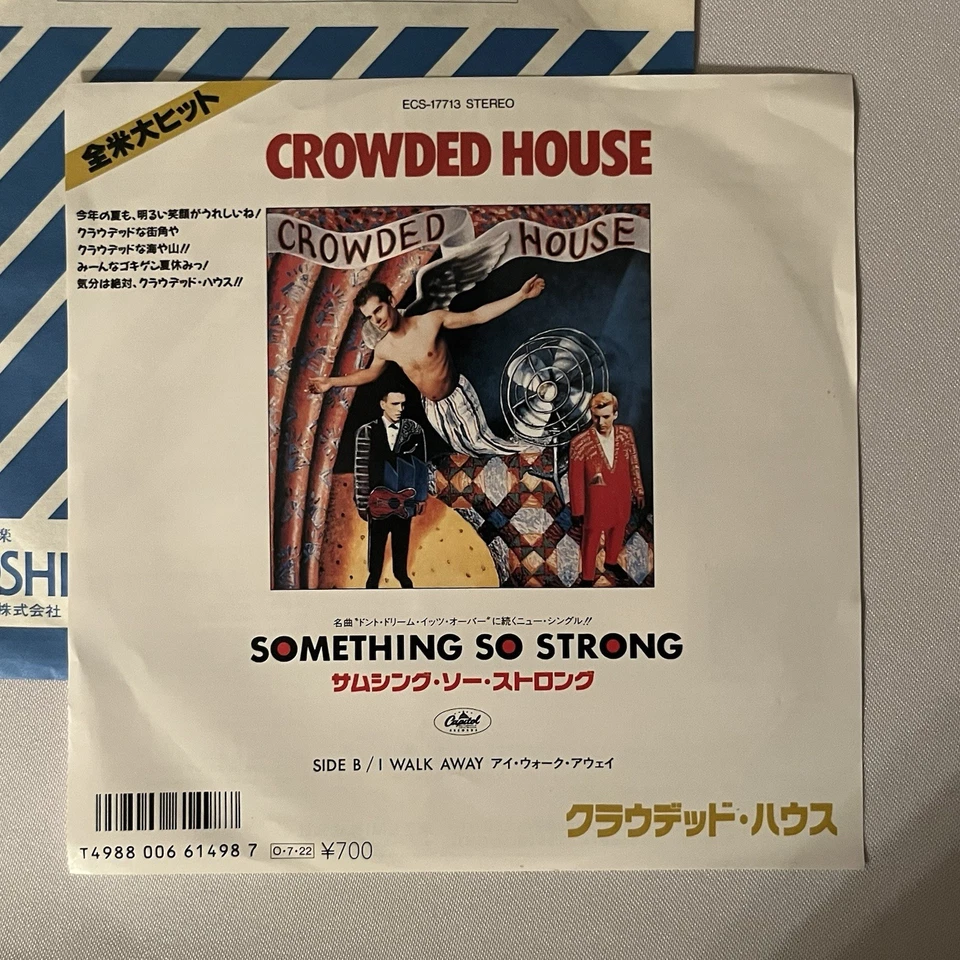 ECS-17713 STEREO
全米大ヒット
CROWDED HOUSE
今年の夏も、明るい笑顔がうれしいね!
クラウデッドな街角や
クラウデッドな海や山!!
みーんなゴキゲン夏休みっ!
気分は絶対、クラウデッド・ハウス!!
CROWDED HOUSE
楽
SHI
株式会社
名曲"ドント・ドリーム・イッツ・オーバー"に続くニュー・シングル!!
SOMETHING SO STRONG
サムシング・ソー・ストロング
Capitol
RECORDS
SIDE B / I WALK AWAY アイ・ウォーク・アウェイ
クラウデッド・ハウス
T4988 006 61498 7 O・7・22 ¥700